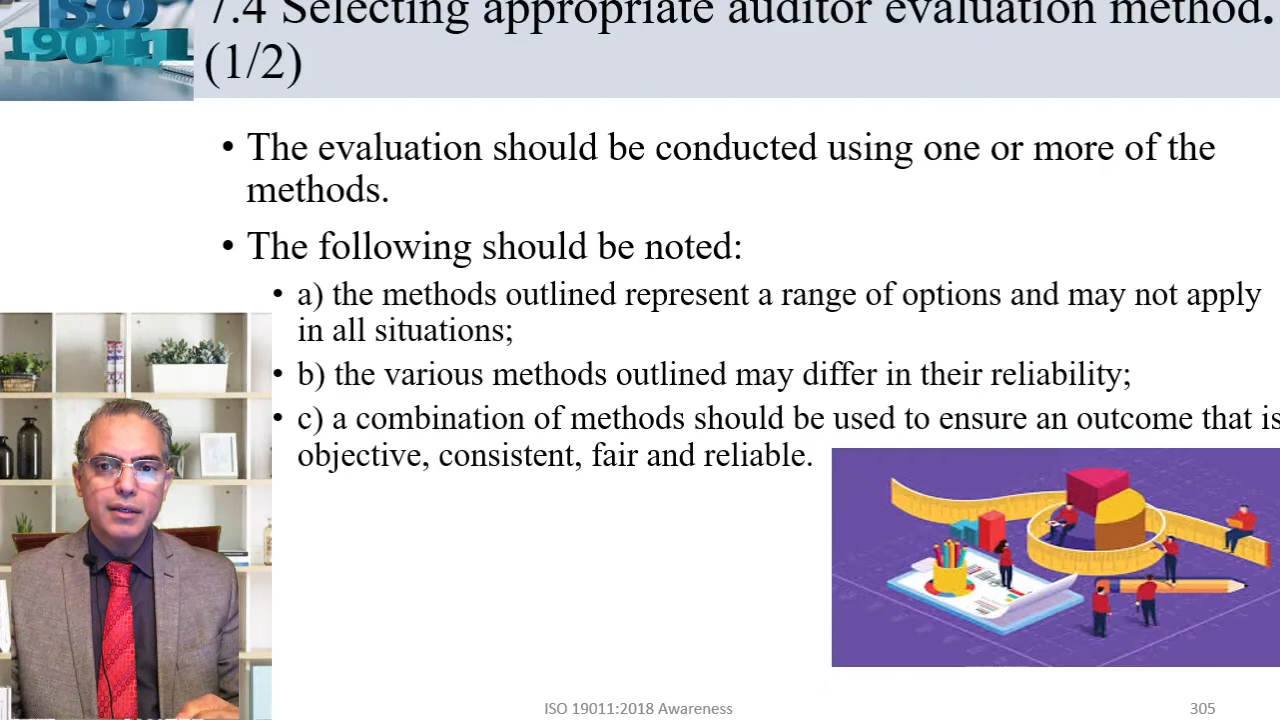 ISO
19011
7.4 Selecting appropriate auditor evaluation method.
(1/2)
• The evaluation should be conducted using one or more of the
methods.
• The following should be noted:
• a) the methods outlined represent a range of options and may not apply
in all situations;
• b) the various methods outlined may differ in their reliability;
• c) a combination of methods should be used to ensure an outcome that is
objective, consistent, fair and reliable.
ISO 19011:2018 Awareness
305